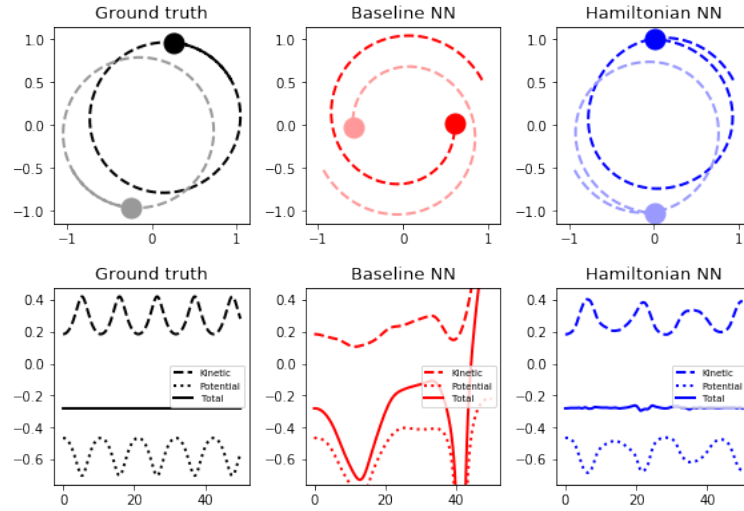 Ground truth Baseline NN Hamiltonian NN
1.0 1.0 1.0
0.5 0.5 0.5
0.0 0.0 0.0
−0.5 −0.5 −0.5
−1.0 −1.0 −1.0
−1 0 1 −1 0 1 −1 0 1
Ground truth Baseline NN Hamiltonian NN
0.4 0.4 0.4
0.2 0.2 0.2
0.0 0.0 0.0
Kinetic Kinetic Kinetic
−0.2 Potential −0.2 Potential −0.2 Potential
Total Total Total
−0.4 −0.4 −0.4
−0.6 −0.6 −0.6
0 20 40 0 20 40 0 20 40